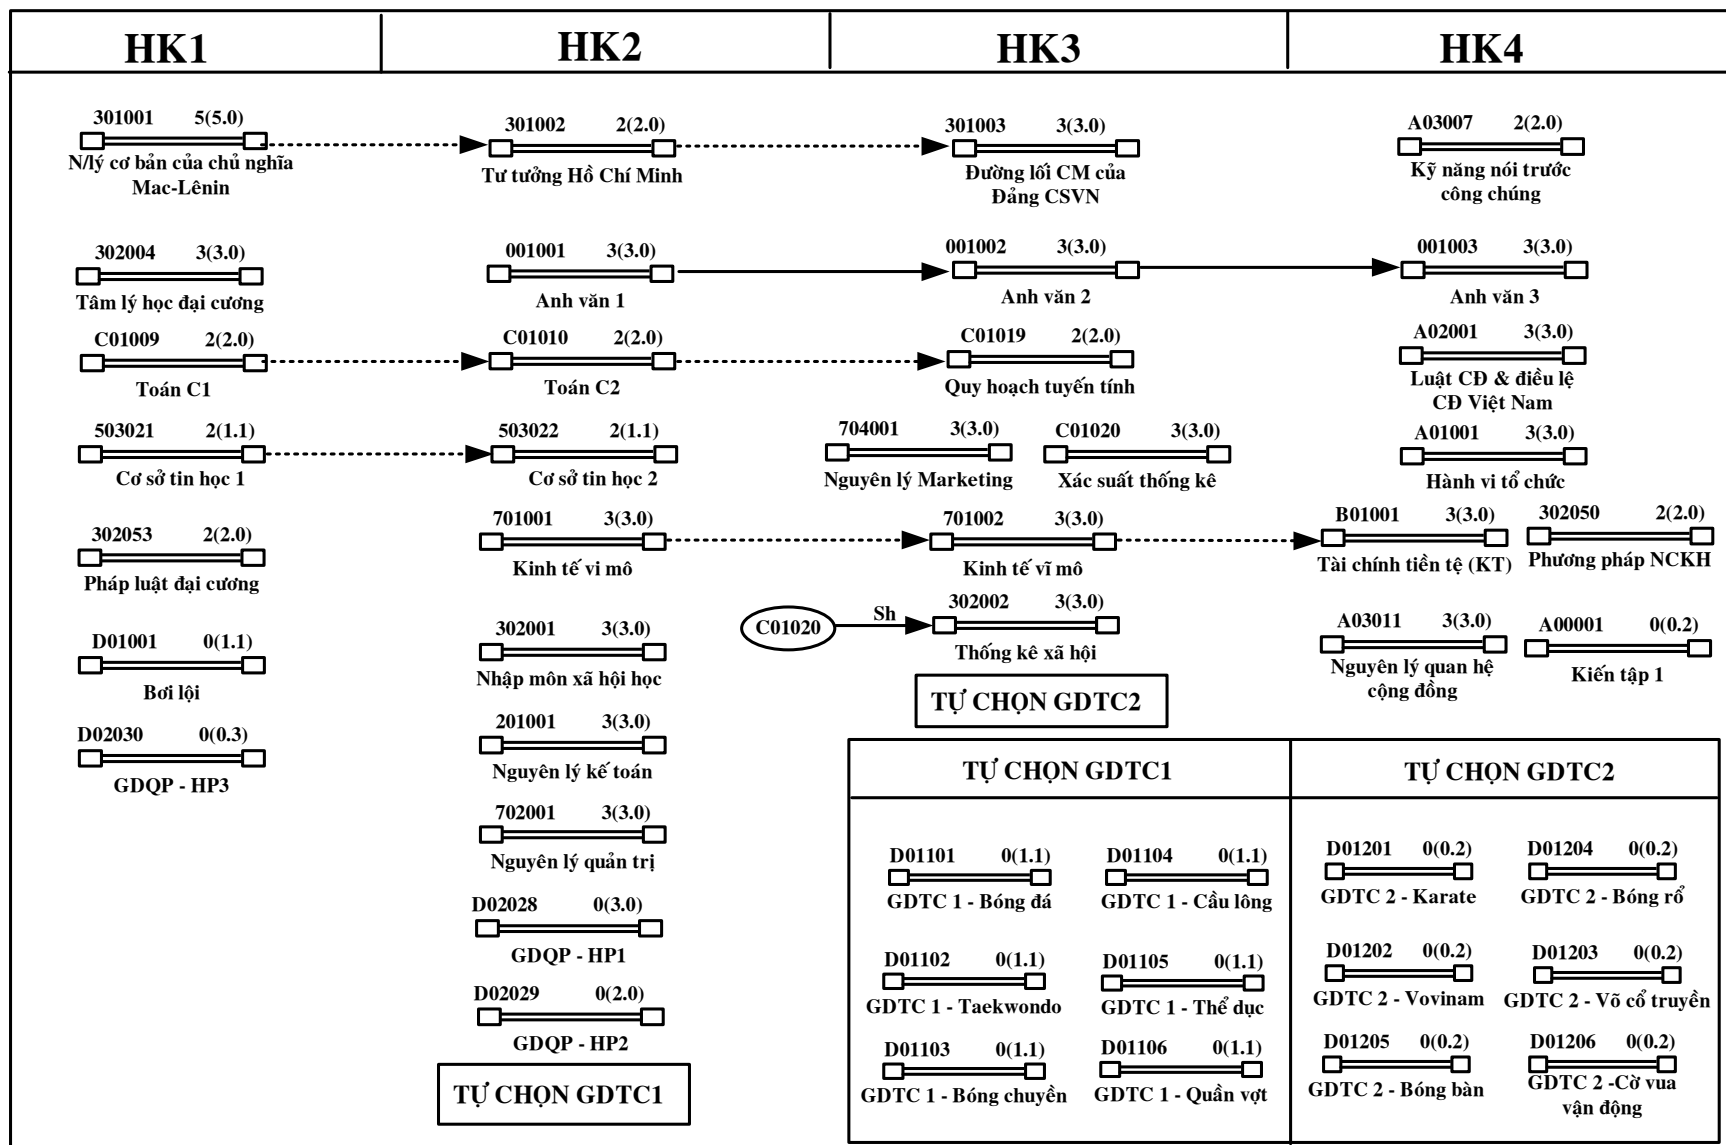 HK1
HK2
HK3
HK4
301001 5(5.0)
N/lý cơ bản của chủ nghĩa
Mac-Lênin
302004 3(3.0)
Tâm lý học đại cương
C01009 2(2.0)
Toán C1
503021 2(1.1)
Cơ sở tin học 1
302053 2(2.0)
Pháp luật đại cương
D01001 0(1.1)
Bơi lội
D02030 0(0.3)
GDQP - HP3
301002 2(2.0)
Tư tưởng Hồ Chí Minh
001001 3(3.0)
Anh văn 1
C01010 2(2.0)
Toán C2
503022 2(1.1)
Cơ sở tin học 2
701001 3(3.0)
Kinh tế vi mô
302001 3(3.0)
Nhập môn xã hội học
201001 3(3.0)
Nguyên lý kế toán
702001 3(3.0)
Nguyên lý quản trị
D02028 0(3.0)
GDQP - HP1
D02029 0(2.0)
GDQP - HP2
TỰ CHỌN GDTC1
301003 3(3.0)
Đường lối CM của
Đảng CSVN
001002 3(3.0)
Anh văn 2
C01019 2(2.0)
Quy hoạch tuyến tính
704001 3(3.0)
Nguyên lý Marketing
C01020 3(3.0)
Xác suất thống kê
701002 3(3.0)
Kinh tế vĩ mô
C01020
Sh
302002 3(3.0)
Thống kê xã hội
TỰ CHỌN GDTC2
A03007 2(2.0)
Kỹ năng nói trước
công chúng
001003 3(3.0)
Anh văn 3
A02001 3(3.0)
Luật CĐ & điều lệ
CĐ Việt Nam
A01001 3(3.0)
Hành vi tổ chức
B01001 3(3.0)
Tài chính tiền tệ (KT)
302050 2(2.0)
Phương pháp NCKH
A03011 3(3.0)
Nguyên lý quan hệ
cộng đồng
A00001 0(0.2)
Kiến tập 1
TỰ CHỌN GDTC1
D01101 0(1.1)
GDTC 1 - Bóng đá
D01104 0(1.1)
GDTC 1 - Cầu lông
D01102 0(1.1)
GDTC 1 - Taekwondo
D01105 0(1.1)
GDTC 1 - Thể dục
D01103 0(1.1)
GDTC 1 - Bóng chuyền
D01106 0(1.1)
GDTC 1 - Quần vợt
TỰ CHỌN GDTC2
D01201 0(0.2)
GDTC 2 - Karate
D01204 0(0.2)
GDTC 2 - Bóng rổ
D01202 0(0.2)
GDTC 2 - Vovinam
D01203 0(0.2)
GDTC 2 - Võ cổ truyền
D01205 0(0.2)
GDTC 2 - Bóng bàn
D01206 0(0.2)
GDTC 2 -Cờ vua
vận động